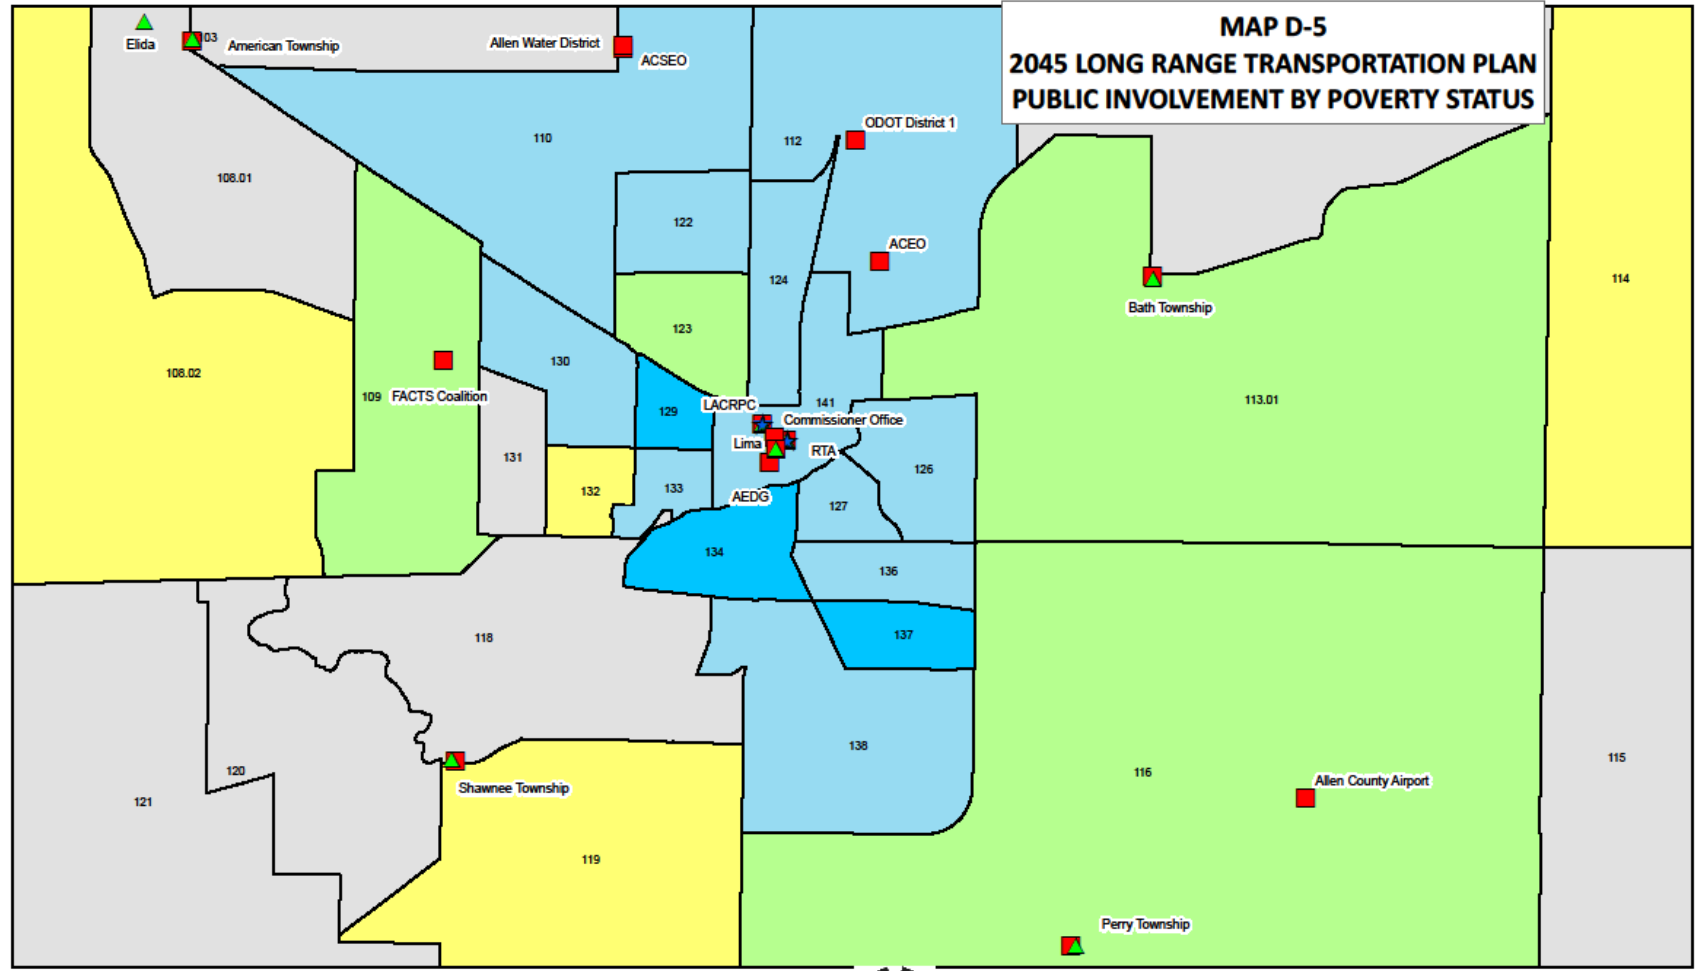 MAP D-5
2045 LONG RANGE TRANSPORTATION PLAN
PUBLIC INVOLVEMENT BY POVERTY STATUS
Elida
03
American Township
Allen Water District
ACSEO
ODOT District 1
110
112
108.01
122
124
ACEO
114
Bath Township
123
130
108.02
109
FACTS Coalition
129
LACRPC
141
113.01
Commissioner Office
Lima
RTA
131
126
132
133
AEDG
127
134
136
118
137
138
116
115
120
121
Shawnee Township
Allen County Airport
119
Perry Township